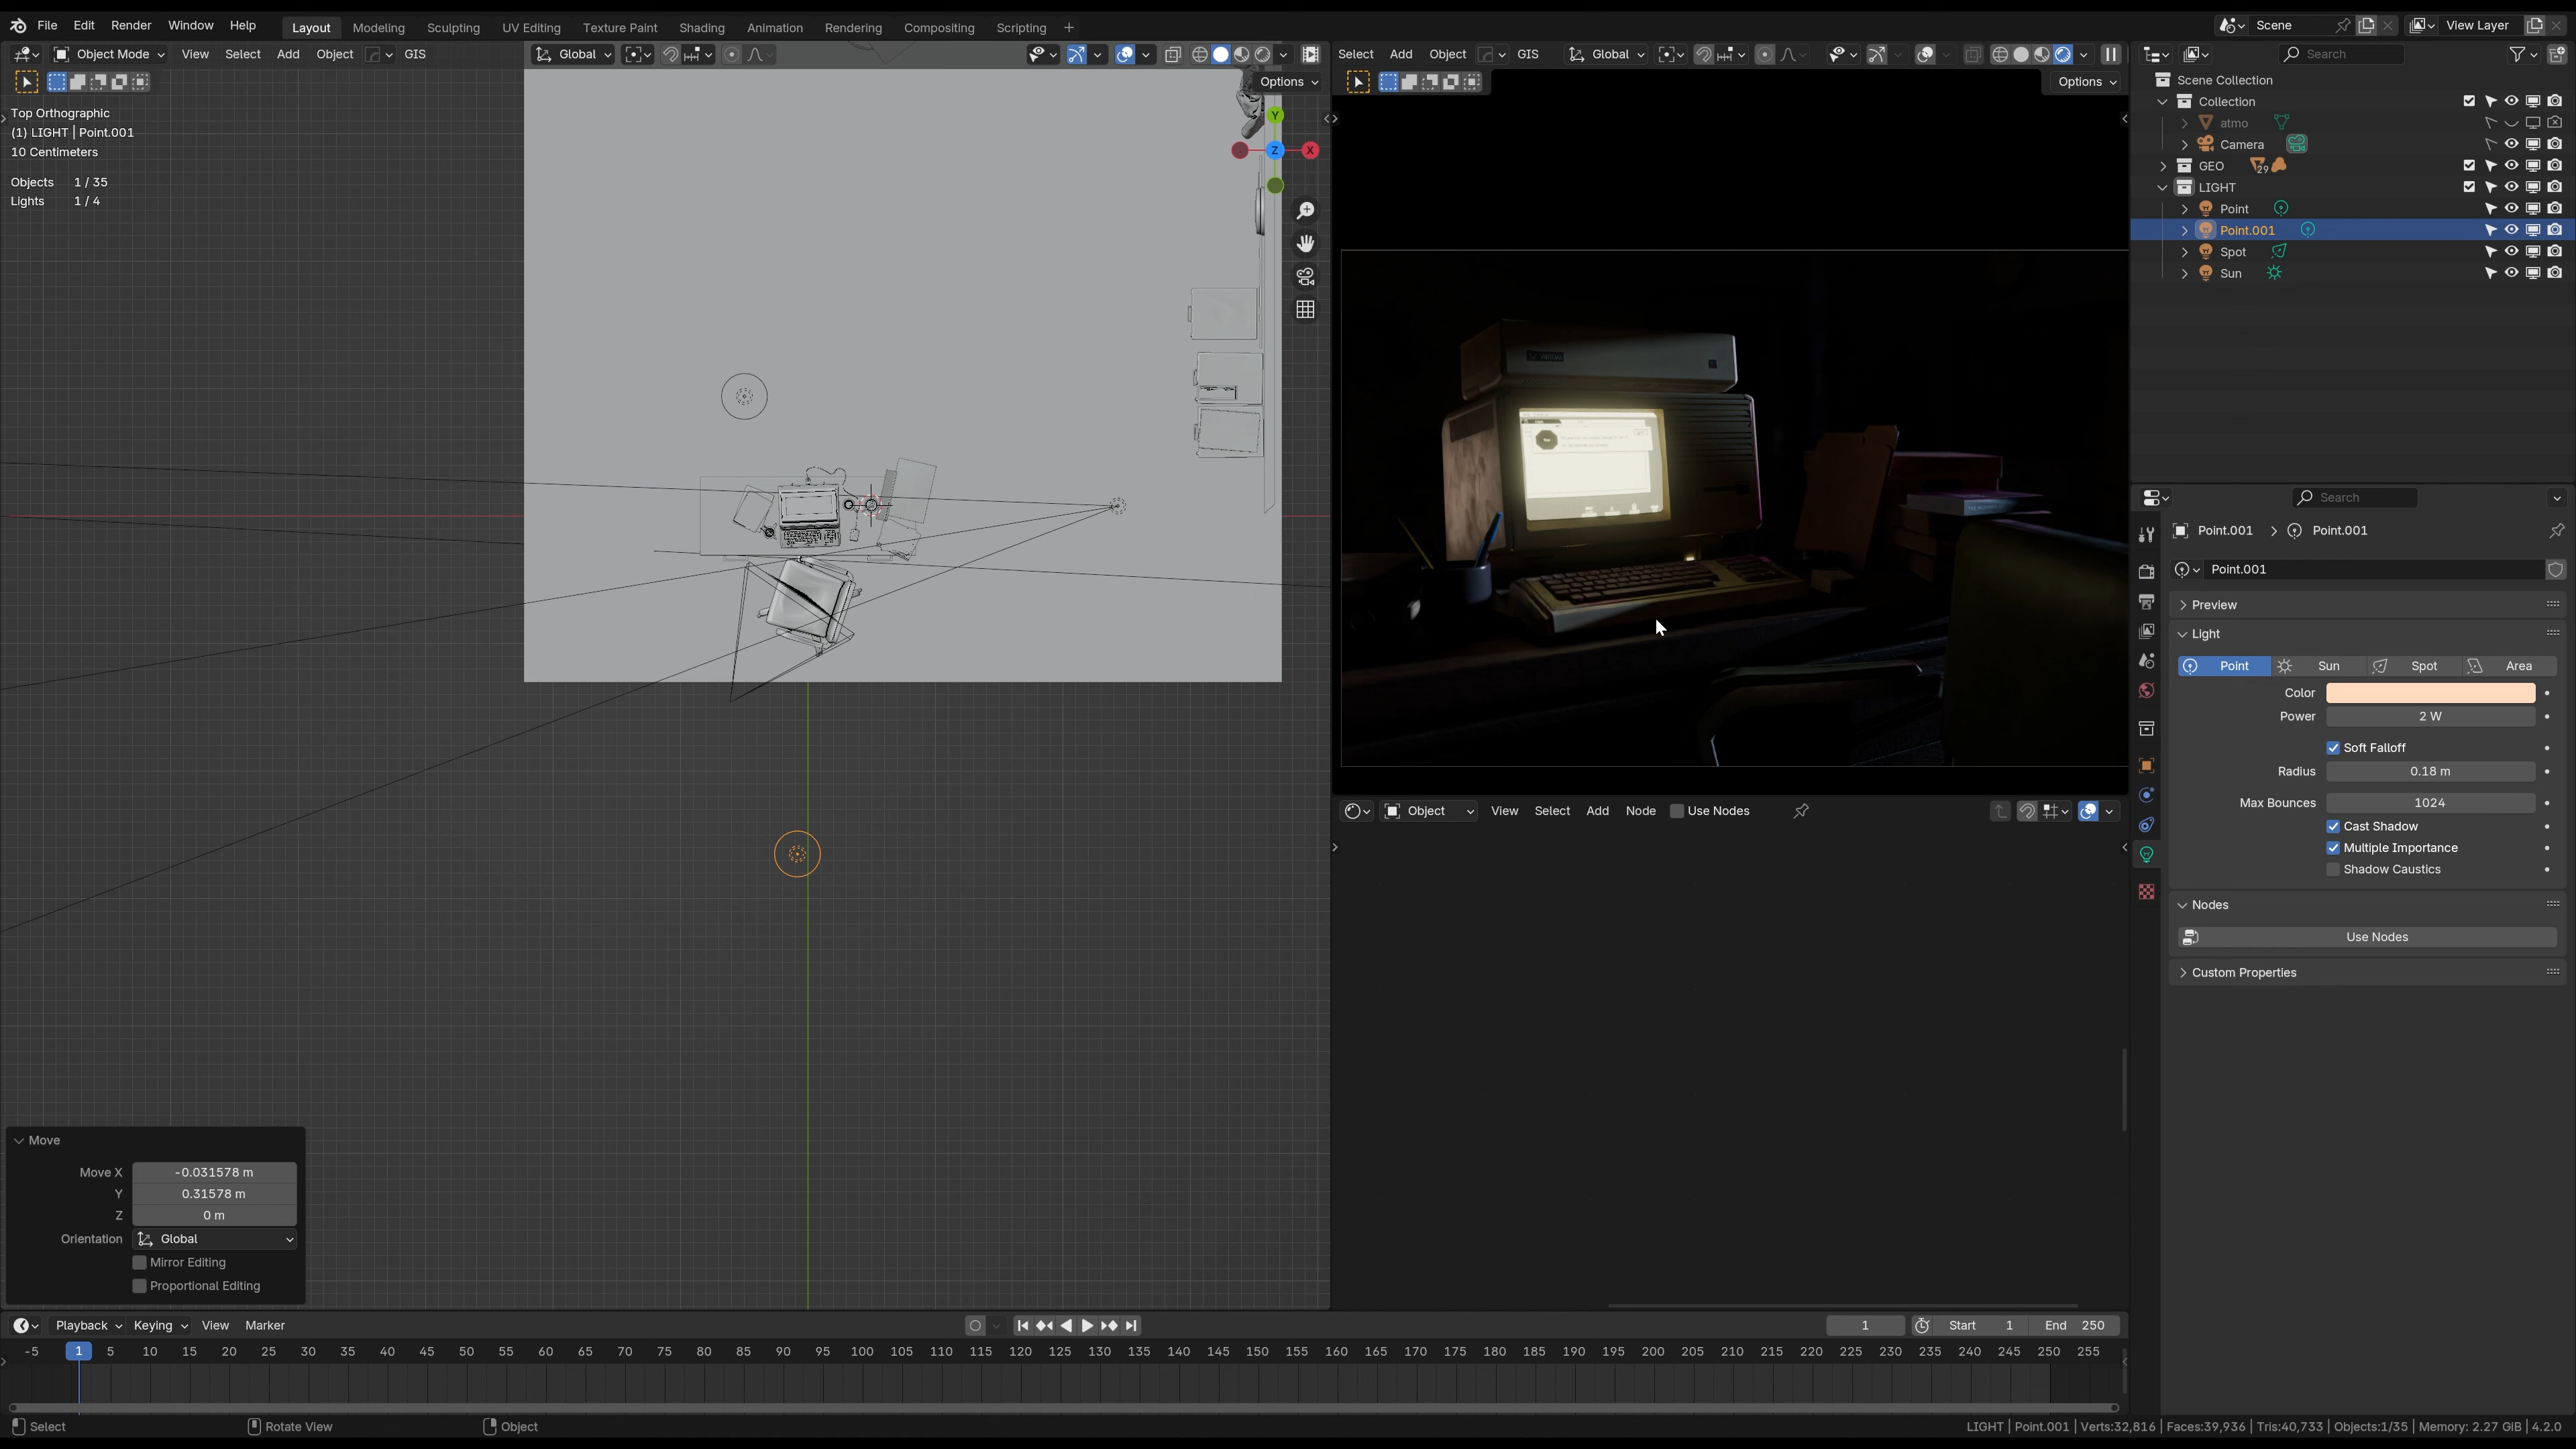 File Edit Render Window Help Layout Modeling Sculpting UV Editing Texture Paint Shading Animation Rendering Compositing Scripting + Scene View Layer
Object Mode View Select Add Object GIS Global
Options
Top Orthographic
(1) LIGHT | Point.001
10 Centimeters
Objects 1 / 35
Lights 1 / 4
Y
Z X
Select Add Object GIS Global
Options
Search
Scene Collection
Collection
atmo
Camera
GEO 29
LIGHT
Point
Point.001
Spot
Sun
Search
Point.001 > Point.001
Point.001
Preview
Light
Point Sun Spot Area
Color
Power 2 W
Soft Falloff
Radius 0.18 m
Max Bounces 1024
Cast Shadow
Multiple Importance
Shadow Caustics
Nodes
Use Nodes
Custom Properties
Object View Select Add Node Use Nodes
Move
Move X -0.031578 m
Y 0.31578 m
Z 0 m
Orientation Global
Mirror Editing
Proportional Editing
Playback Keying View Marker 1 Start 1 End 250
-5 1 5 10 15 20 25 30 35 40 45 50 55 60 65 70 75 80 85 90 95 100 105 110 115 120 125 130 135 140 145 150 155 160 165 170 175 180 185 190 195 200 205 210 215 220 225 230 235 240 245 250 255
Select Rotate View Object LIGHT | Point.001 | Verts:32,816 | Faces:39,936 | Tris:40,733 | Objects:1/35 | Memory: 2.27 GiB | 4.2.0